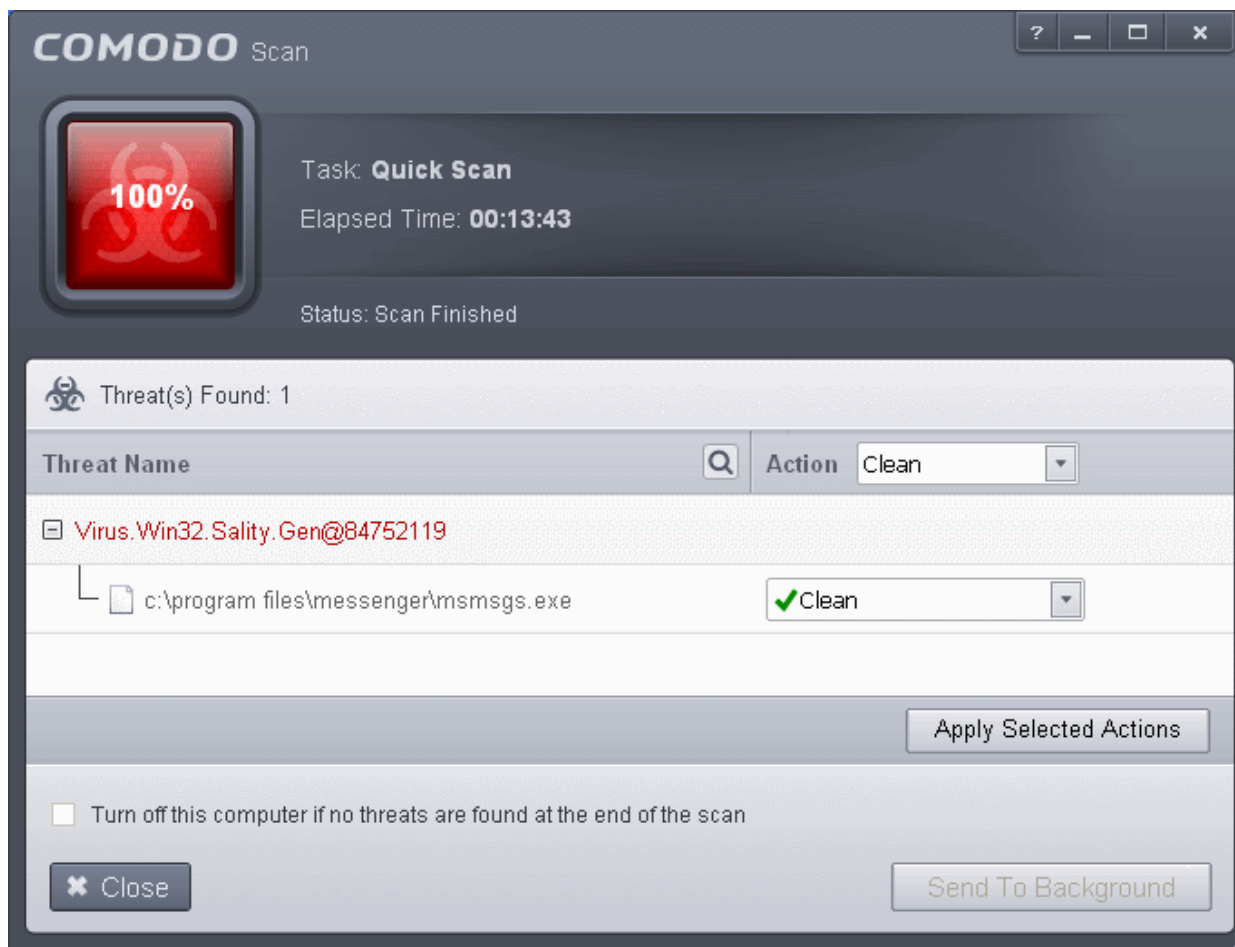 COMODO Scan
?
100%
Task: Quick Scan
Elapsed Time: 00:13:43
Status: Scan Finished
Threat(s) Found: 1
Threat Name
Action
Clean
Virus.Win32.Sality.Gen@84752119
c:\program files\messenger\msmsgs.exe
Clean
Apply Selected Actions
Turn off this computer if no threats are found at the end of the scan
Close
Send To Background